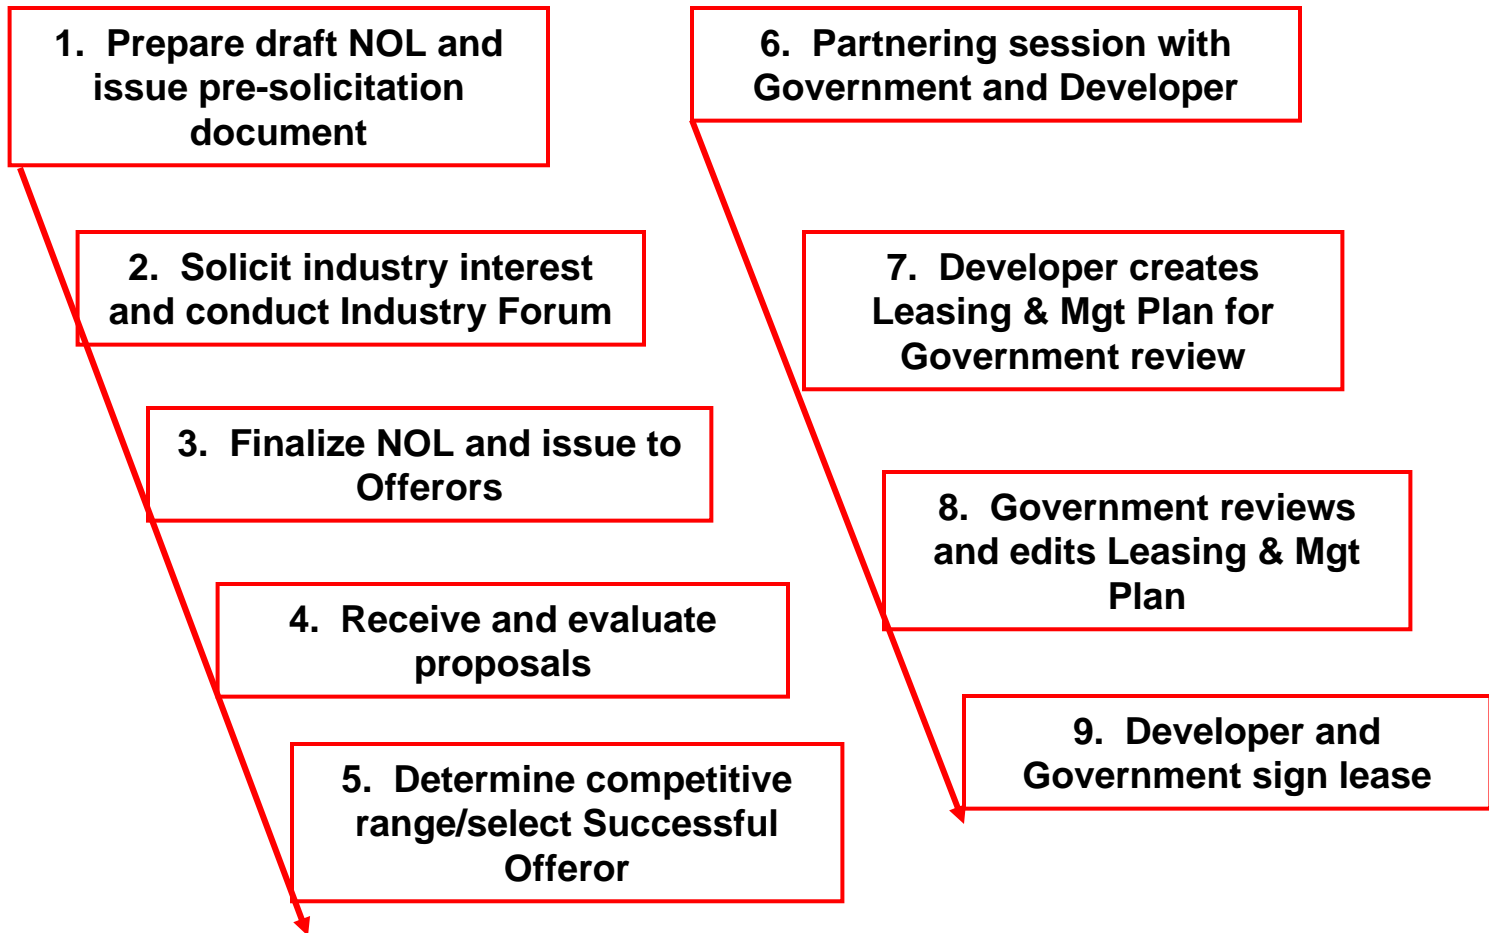 1. Prepare draft NOL and
issue pre-solicitation
document
2. Solicit industry interest
and conduct Industry Forum
3. Finalize NOL and issue to
Offerors
4. Receive and evaluate
proposals
5. Determine competitive
range/select Successful
Offeror
6. Partnering session with
Government and Developer
7. Developer creates
Leasing & Mgt Plan for
Government review
8. Government reviews
and edits Leasing & Mgt
Plan
9. Developer and
Government sign lease